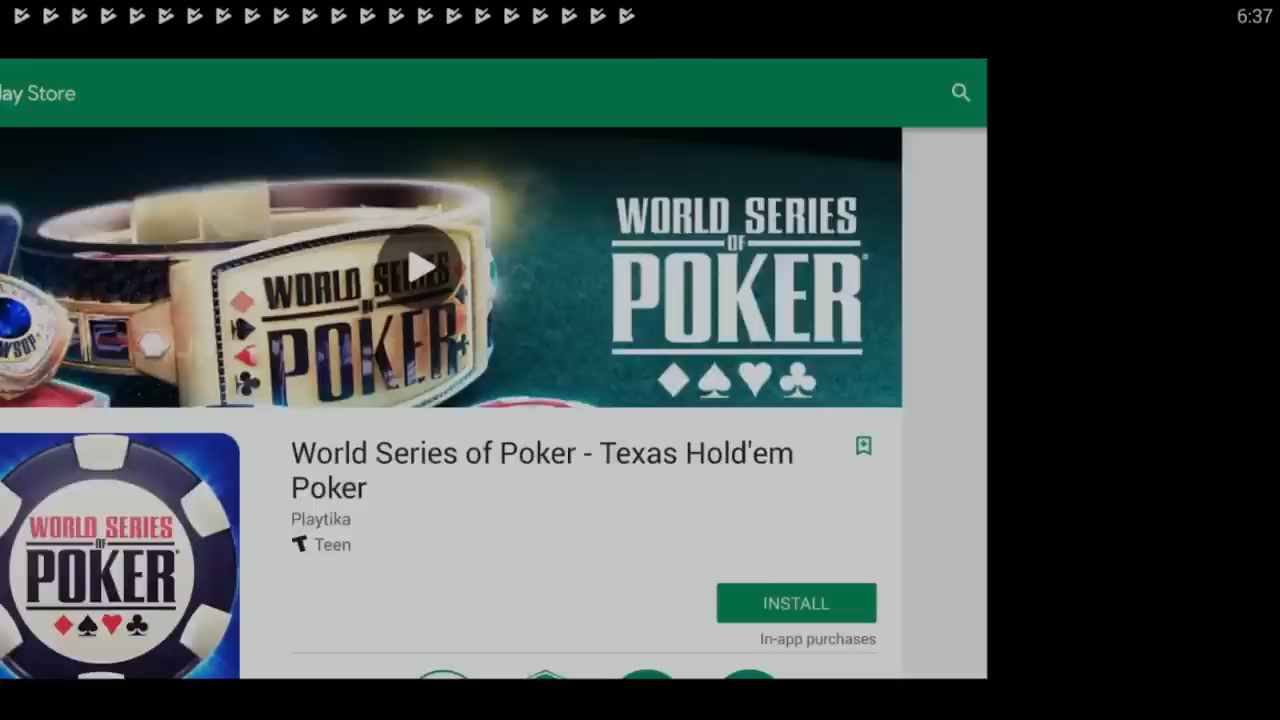 6:37
lay Store
WORLD SERIES
OF
POKER
WORLD SERIES
OF
POKER
WSOP
World Series of Poker - Texas Hold'em
Poker
Playtika
Teen
WORLD SERIES
OF
POKER
INSTALL
In-app purchases